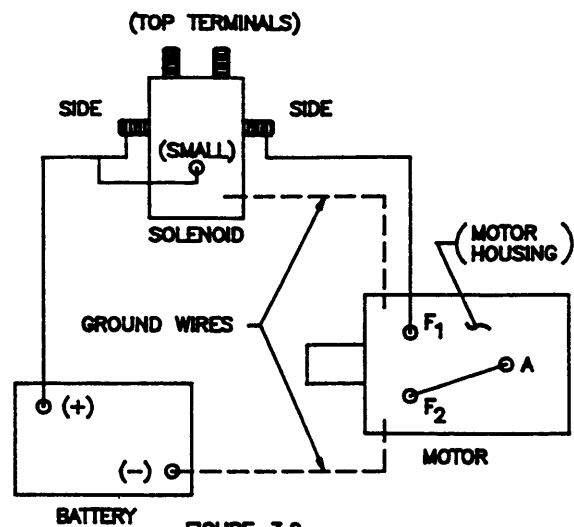 (TOP TERMINALS)
SIDE
SIDE
(SMALL)
SOLENOID
(MOTOR
HOUSING)
GROUND WIRES
F1
A
F2
(+)
(-)
MOTOR
BATTERY